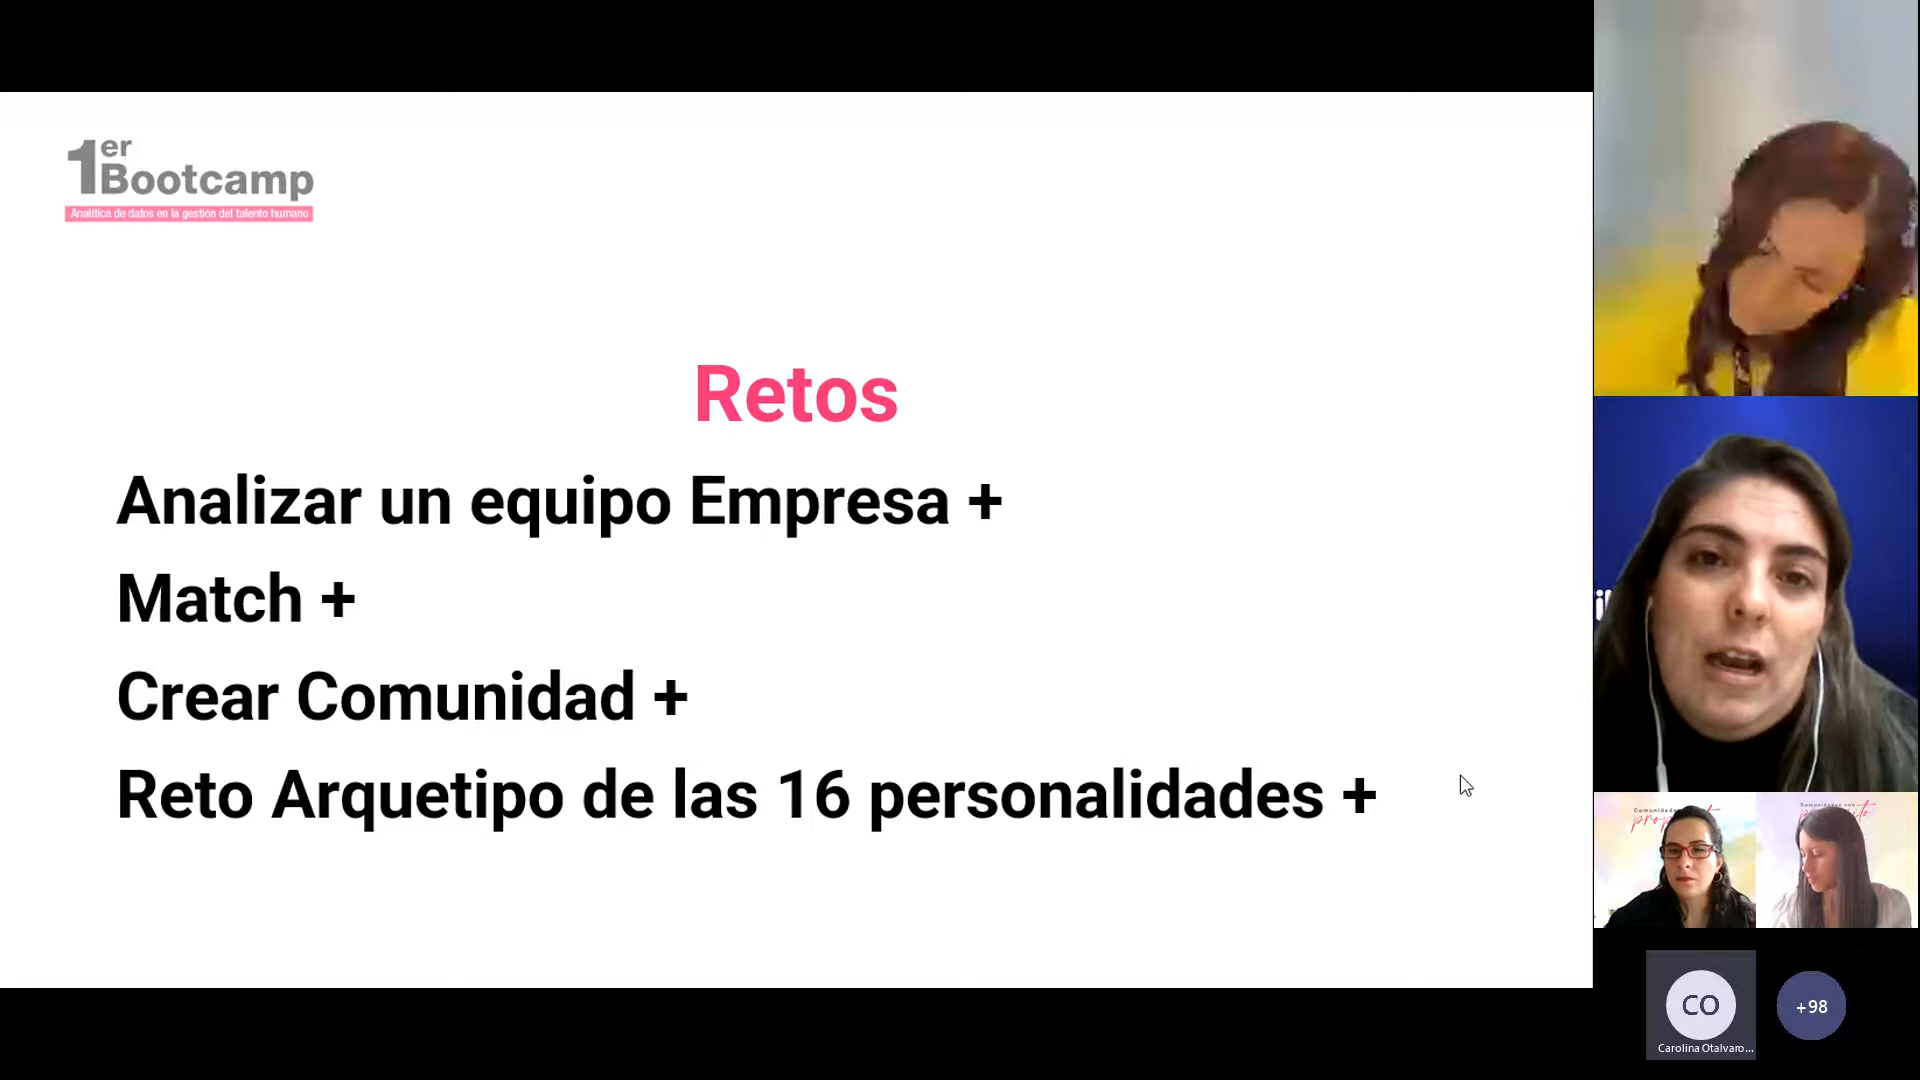 1er
Bootcamp
Analítica de datos en la gestión del talento humano
Retos
Analizar un equipo Empresa +
Match +
Crear Comunidad +
Reto Arquetipo de las 16 personalidades +
CO
Carolina Otalvaro...
+98